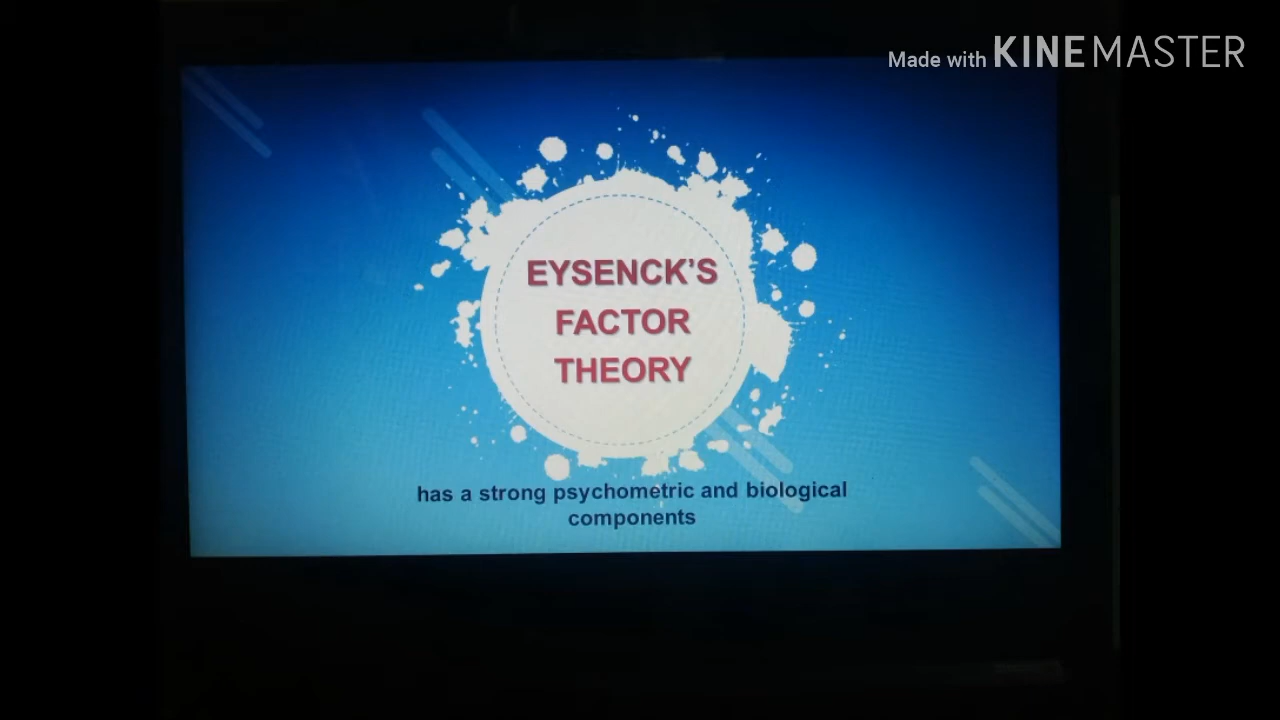 Made with KINEMASTER
EYSENCK'S
FACTOR
THEORY
has a strong psychometric and biological
components